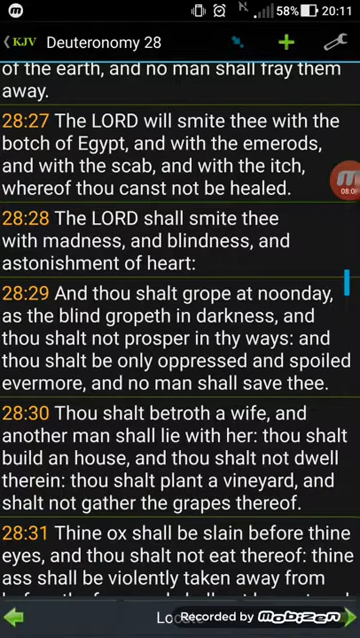 58% 20:11
KJV Deuteronomy 28
of the earth, and no man shall fray them
away.
28:27 The LORD will smite thee with the
botch of Egypt, and with the emerods,
and with the scab, and with the itch,
whereof thou canst not be healed.
28:28 The LORD shall smite thee
with madness, and blindness, and
astonishment of heart:
28:29 And thou shalt grope at noonday,
as the blind gropeth in darkness, and
thou shalt not prosper in thy ways: and
thou shalt be only oppressed and spoiled
evermore, and no man shall save thee.
28:30 Thou shalt betroth a wife, and
another man shall lie with her: thou shalt
build an house, and thou shalt not dwell
therein: thou shalt plant a vineyard, and
shalt not gather the grapes thereof.
28:31 Thine ox shall be slain before thine
eyes, and thou shalt not eat thereof: thine
ass shall be violently taken away from
Recorded by MOBIZEN